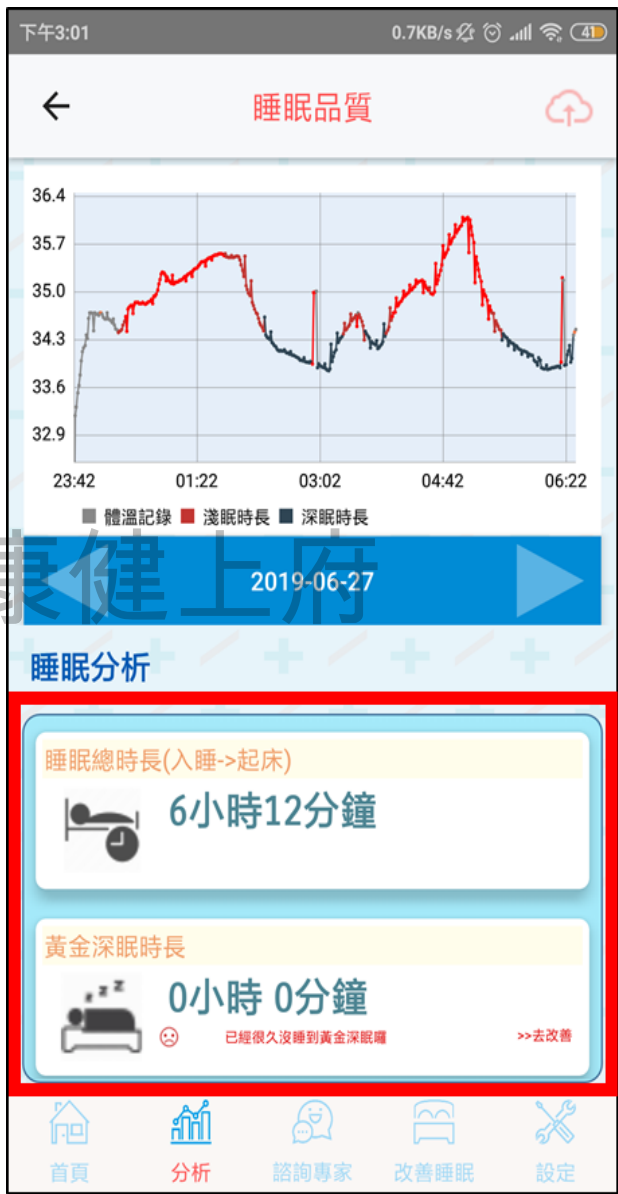 下午3:01 0.7KB/s 41
睡眠品質
36.4
35.7
35.0
34.3
33.6
32.9
23:42 01:22 03:02 04:42 06:22
體溫記錄 淺眠時長 深眠時長
康健上府
2019-06-27
睡眠分析
睡眠總時長(入睡->起床)
6小時12分鐘
黃金深眠時長
z z z
0小時 0分鐘
已經很久沒睡到黃金深眠囉 >>去改善
首頁 分析 諮詢專家 改善睡眠 設定